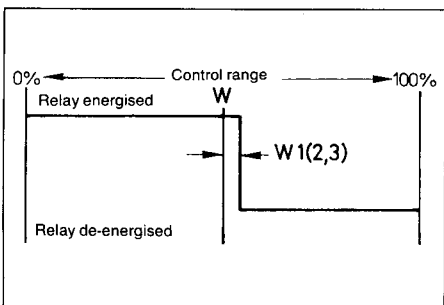 0% Control range 100%
Relay energised W
W 1(2,3)
Relay de-energised